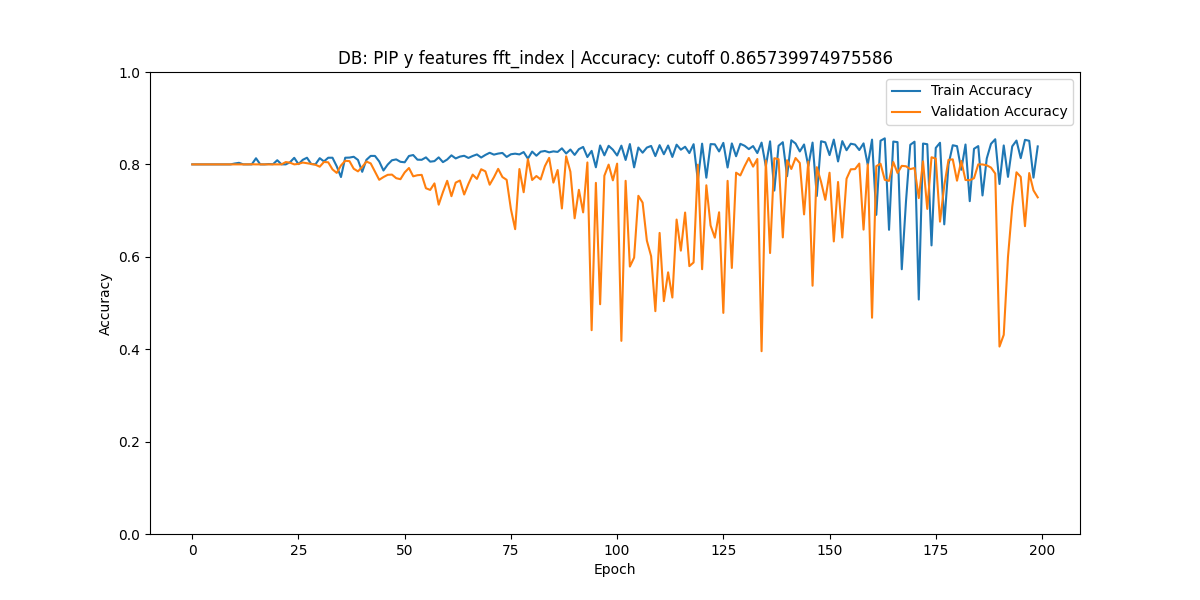 DB: PIP y features fft_index | Accuracy: cutoff 0.865739974975586
1.0
0.8
0.6
0.4
0.2
0.0
Accuracy
Train Accuracy
Validation Accuracy
0 25 50 75 100 125 150 175 200
Epoch